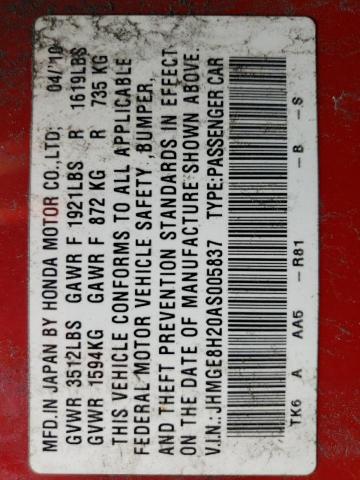 MFD.IN JAPAN BY HONDA MOTOR CO.,LTD; 04/'10
GVWR 3512LBS GAWR F 1921LBS R 1619LBS
GVWR 1594KG GAWR F 872 KG R 735 KG
THIS VEHICLE CONFORMS TO ALL APPLICABLE
FEDERAL MOTOR VEHICLE SAFETY ,BUMPER,
AND THEFT PREVENTION STANDARDS IN EFFECT
ON THE DATE OF MANUFACTURE SHOWN ABOVE.
V.I.N.:JHMGE8H20AS005837 TYPE:PASSENGER CAR
TK6 A AA5 - R81 - B - S